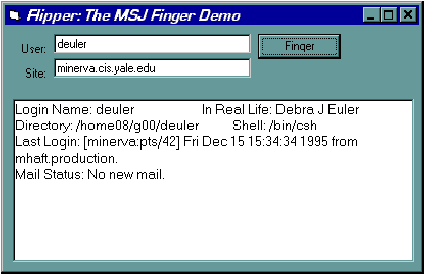 Flipper: The MSJ Finger Demo
User: deuler Finger
Site: minerva.cis.yale.edu
Login Name: deuler In Real Life: Debra J Euler
Directory: /home08/g00/deuler Shell: /bin/csh
Last Login: [minerva:pts/42] Fri Dec 15 15:34:34 1995 from
mhaft.production.
Mail Status: No new mail.